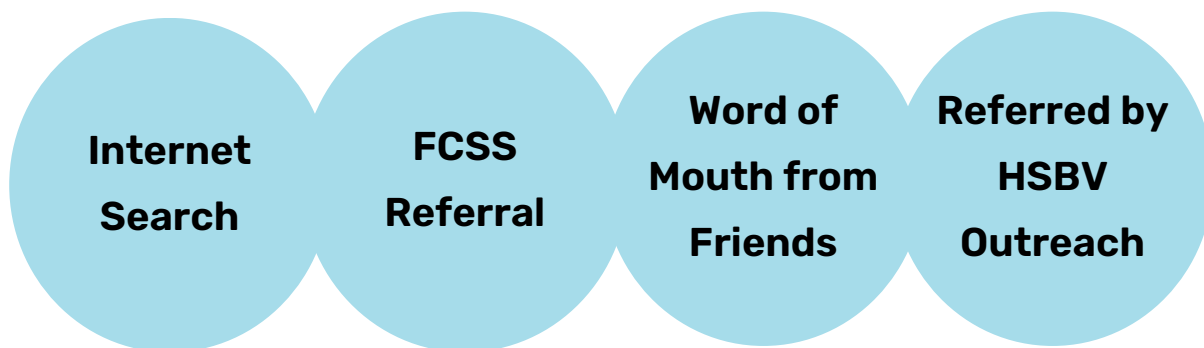 Internet
Search
FCSS
Referral
Word of
Mouth from
Friends
Referred by
HSBV
Outreach